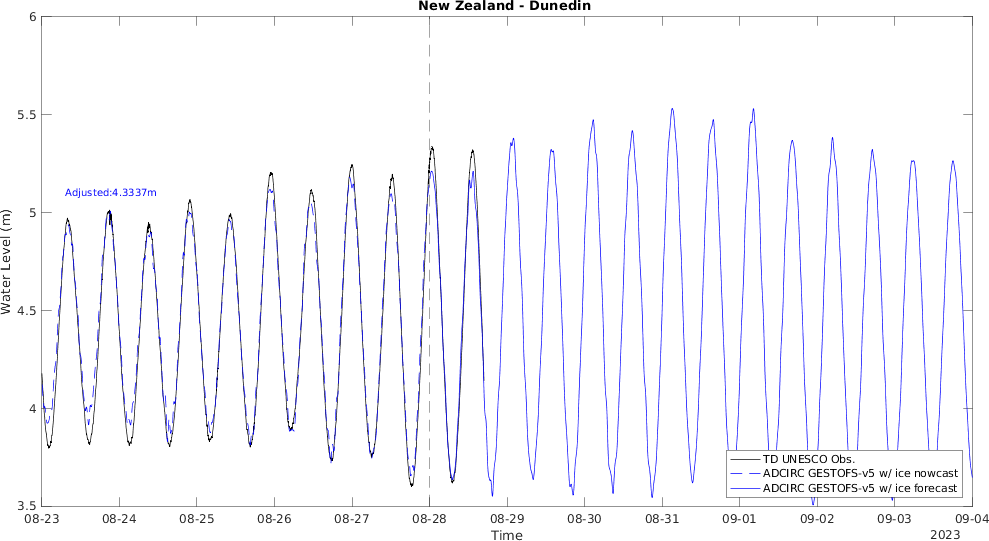 New Zealand - Dunedin
6
5.5
5
4.5
4
3.5
Water Level (m)
Adjusted:4.3337m
TD UNESCO Obs.
ADCIRC GESTOFS-v5 w/ ice nowcast
ADCIRC GESTOFS-v5 w/ ice forecast
08-23 08-24 08-25 08-26 08-27 08-28 08-29 08-30 08-31 09-01 09-02 09-03 09-04
Time
2023